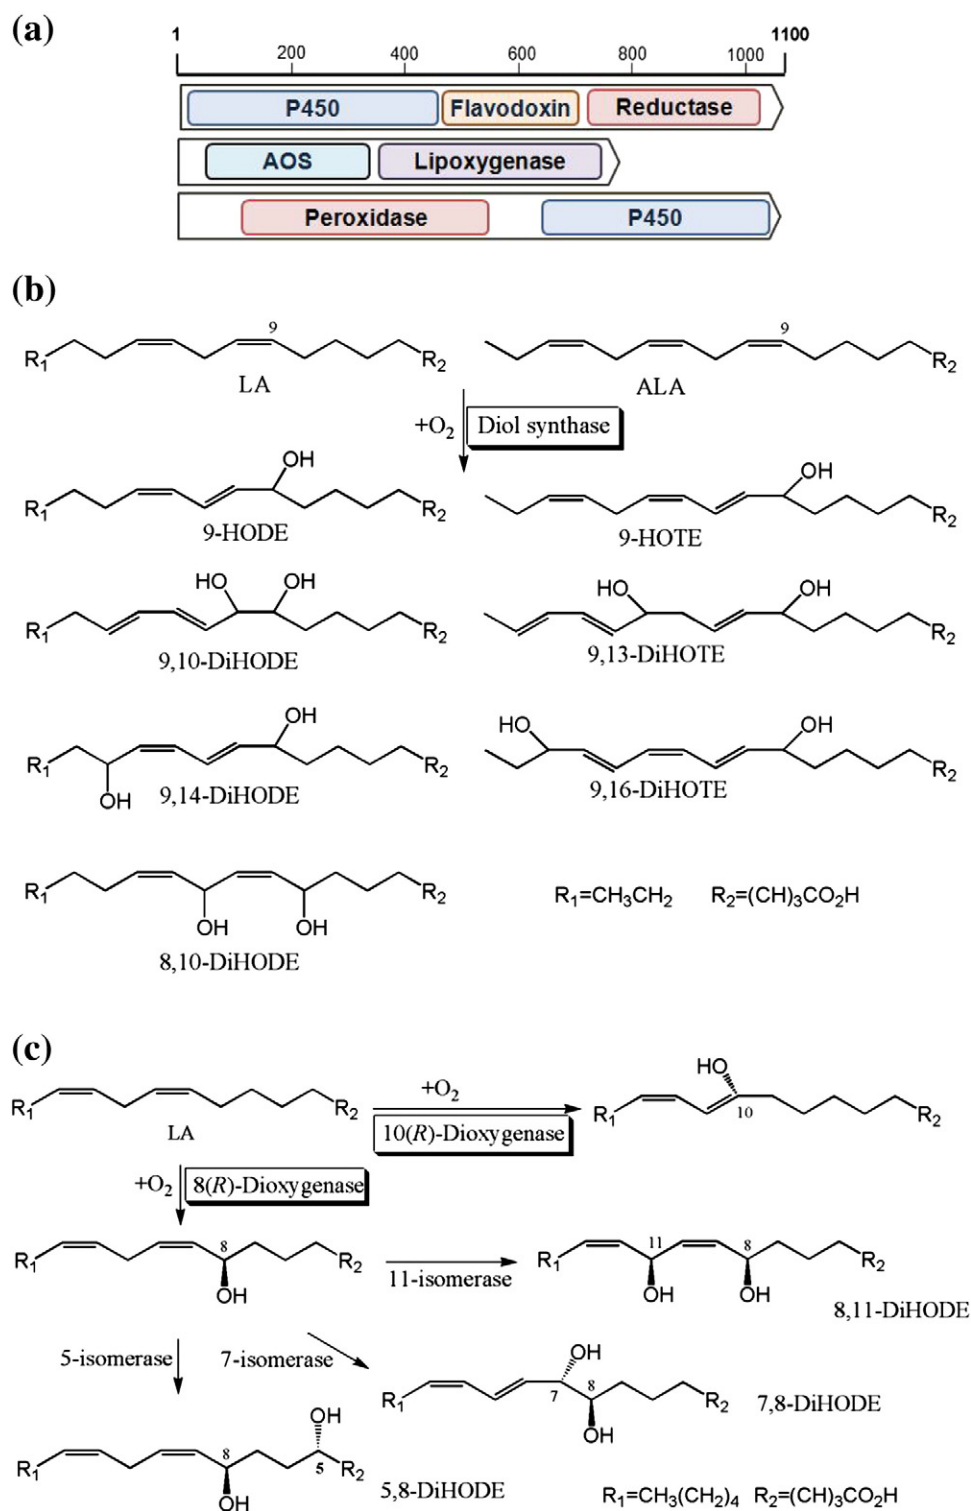 (a)
1 200 400 600 800 1000 1100
P450 Flavodoxin Reductase
AOS Lipoxygenase
Peroxidase P450
(b)
9 9
R1 R2 R2
LA ALA
+O2 Diol synthase
OH OH
R1 R2 R2
9-HODE 9-HOTE
HO OH HO OH
R1 R2 R2
9,10-DiHODE 9,13-DiHOTE
OH HO OH
R1 R2 R2
OH 9,14-DiHODE 9,16-DiHOTE
R1 R2 R1=CH3CH2 R2=(CH)3CO2H
OH OH
8,10-DiHODE
(c)
HO
R1 R2 +O2 R1 10 R2
LA 10(R)-Dioxygenase
+O2 8(R)-Dioxygenase
R1 8 R2 11-isomerase R1 11 8 R2
OH OH OH
8,11-DiHODE
5-isomerase 7-isomerase
OH
R1 7 8 R2 7,8-DiHODE
OH
OH
R1 8 5 R2
OH 5,8-DiHODE R1=CH3(CH2)4 R2=(CH)3CO2H